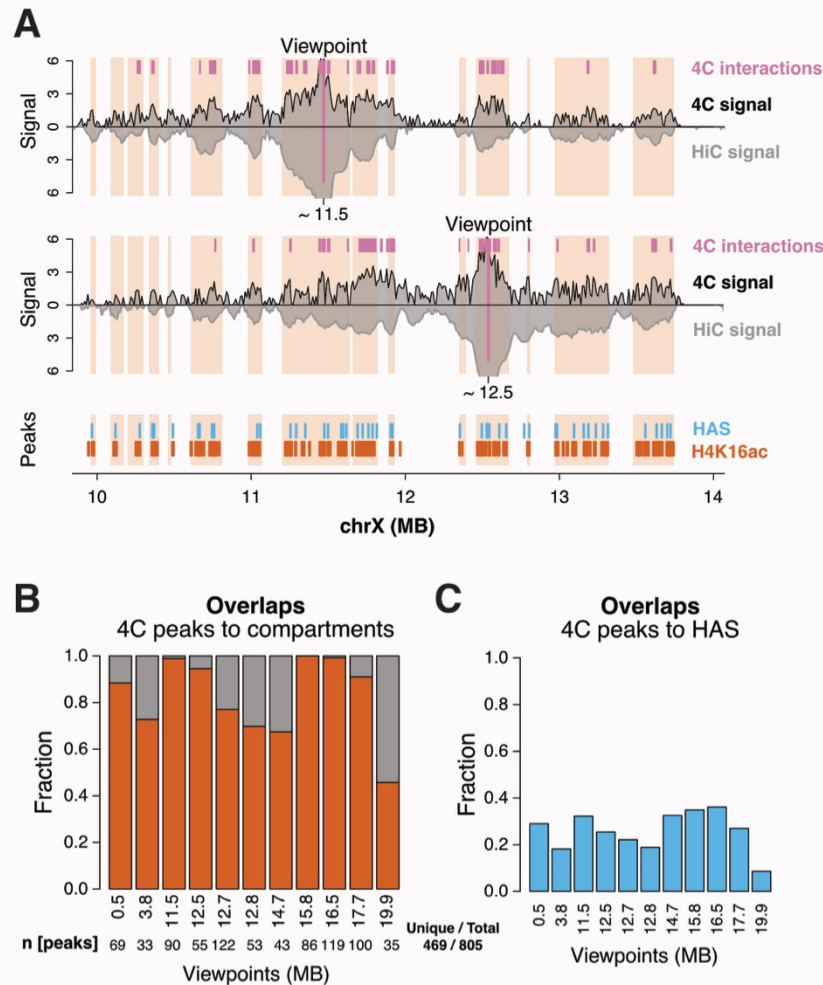 A
Viewpoint
6
3
0
3
6
Signal
4C interactions
4C signal
HiC signal
~ 11.5
Viewpoint
6
3
0
3
6
Signal
4C interactions
4C signal
HiC signal
~ 12.5
Peaks
HAS
H4K16ac
10 11 12 13 14
chrX (MB)
B
Overlaps
4C peaks to compartments
1.0
0.8
0.6
0.4
0.2
0.0
Fraction
0.5 3.8 11.5 12.5 12.7 12.8 14.7 15.8 16.5 17.7 19.9
n [peaks] 69 33 90 55 122 53 43 86 119 100 35
Unique / Total
469 / 805
Viewpoints (MB)
C
Overlaps
4C peaks to HAS
1.0
0.8
0.6
0.4
0.2
0.0
Fraction
0.5 3.8 11.5 12.5 12.7 12.8 14.7 15.8 16.5 17.7 19.9
Viewpoints (MB)